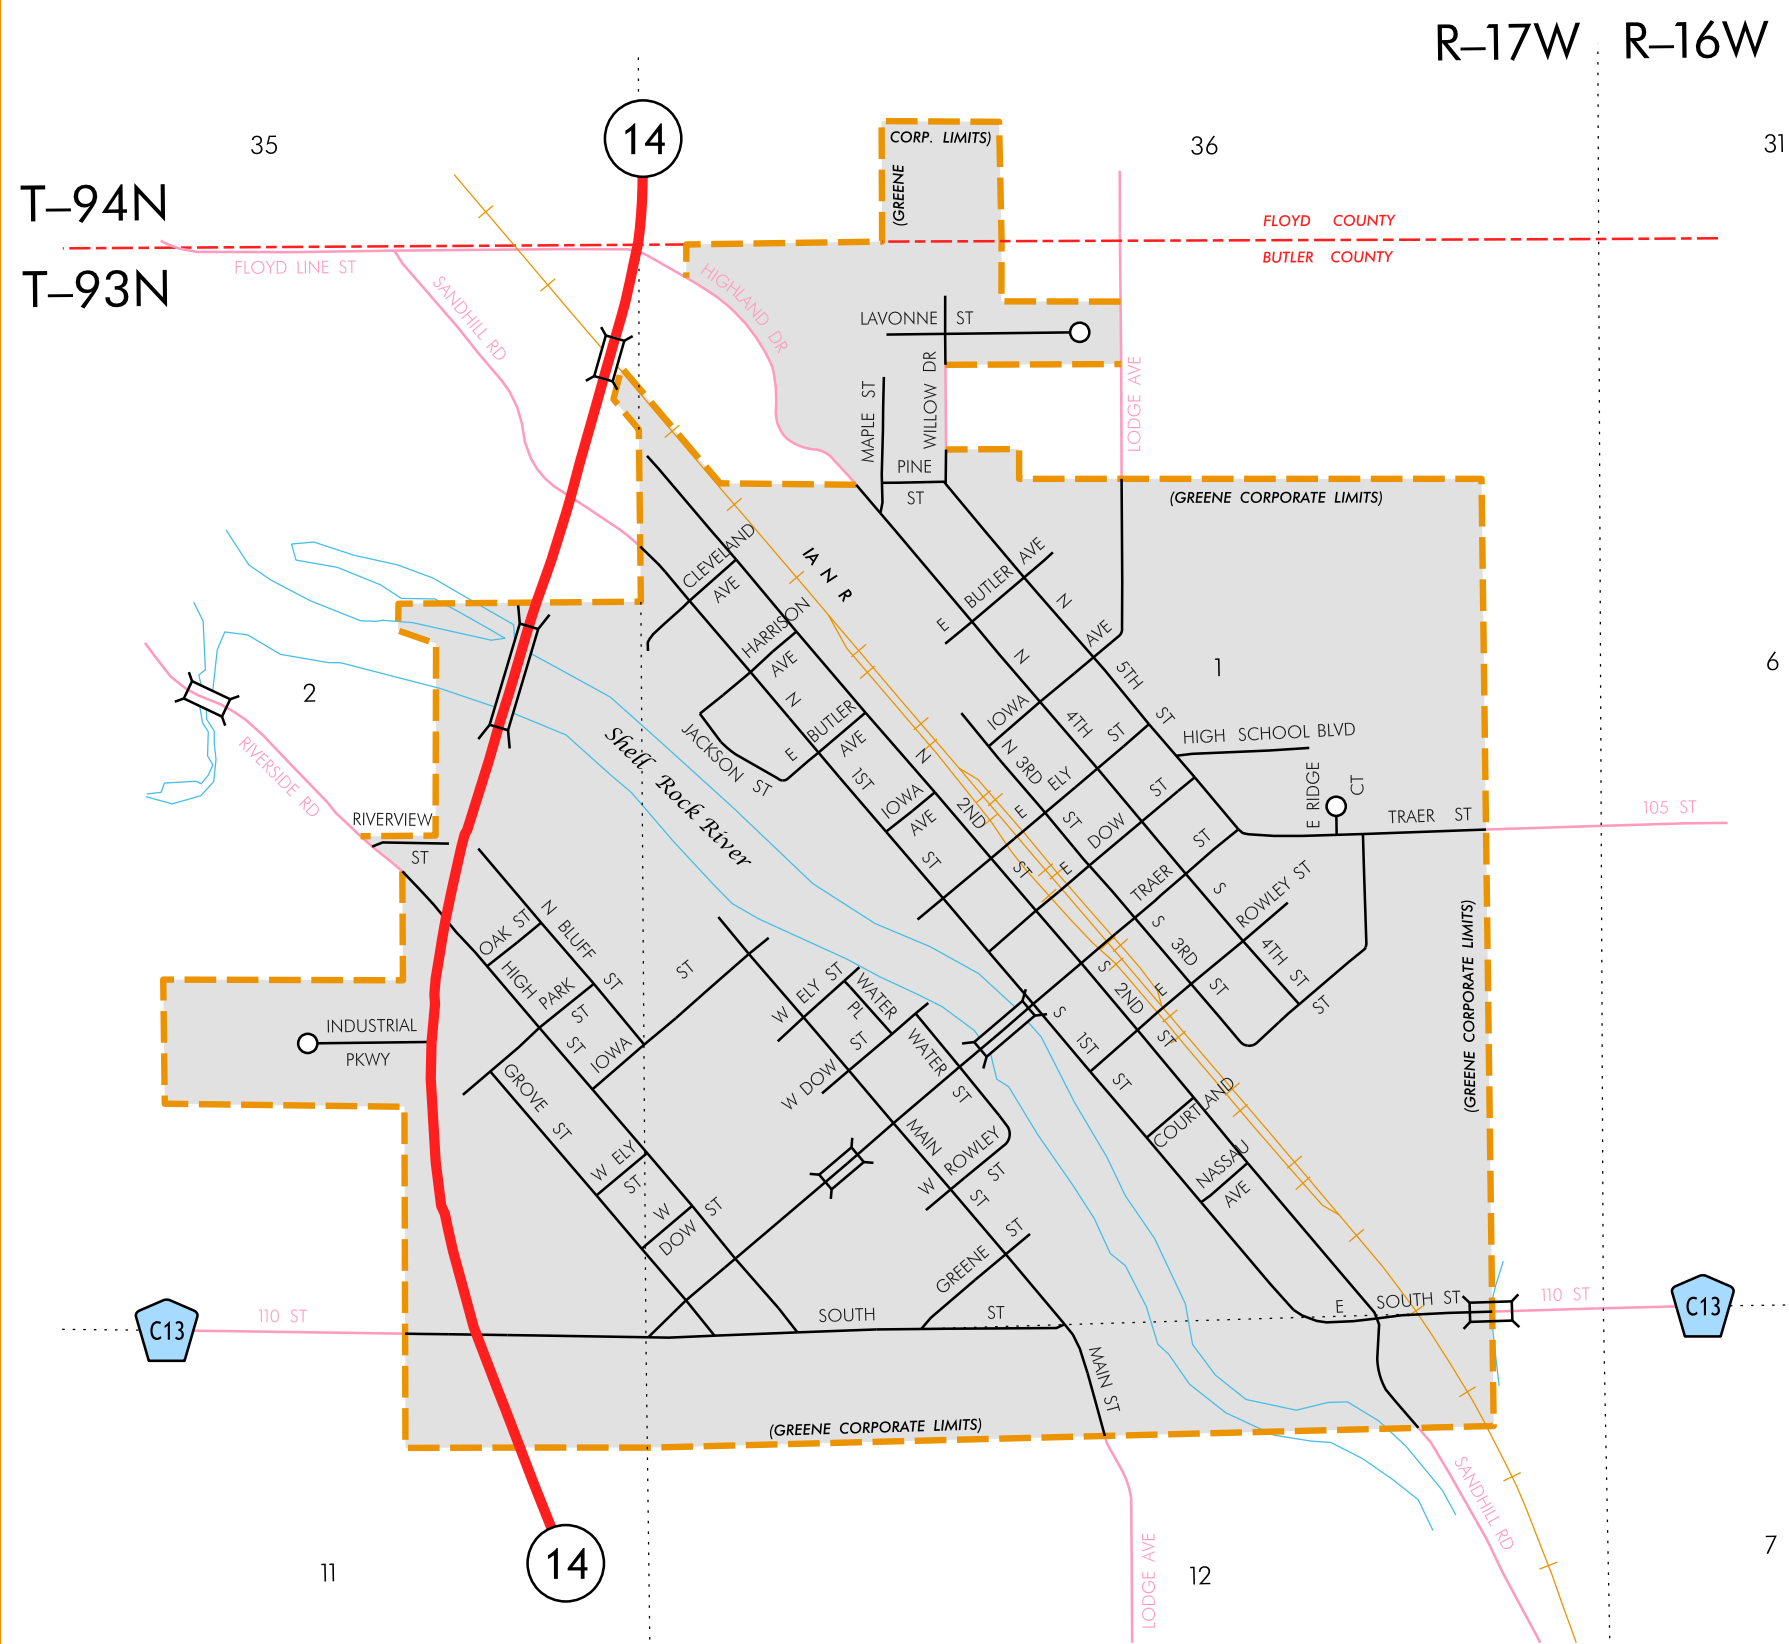 R–17W R–16W
35
14
CORP. LIMITS)
(GREENE
36
31
T–94N
FLOYD COUNTY
BUTLER COUNTY
FLOYD LINE ST
T–93N
SANDHILL RD
HIGHLAND DR
LAVONNE ST
WILLOW DR
MAPLE ST
LODGE AVE
PINE
ST
(GREENE CORPORATE LIMITS)
CLEVELAND
AVE
IA N R
E BUTLER AVE
HARRISON
AVE
N
N
N
IOWA AVE
5TH
ST
1
6
2
JACKSON ST
E BUTLER
AVE
4TH
ST
HIGH SCHOOL BLVD
N 3RD
ST
E ELY ST
RIVERSIDE RD
Shell Rock River
1ST
ST
IOWA
AVE
N
2ND
ST
E RIDGE
CT
E DOW ST
TRAER ST
105 ST
RIVERVIEW
ST
E TRAER ST
S
4TH ST
ROWLEY ST
(GREENE CORPORATE LIMITS)
OAK ST
N BLUFF ST
HIGH
ST
PARK
ST
IOWA
ST
S
3RD
ST
S
2ND
ST
E
ST
W ELY ST
WATER
PL
W DOW ST
WATER
ST
S
1ST
ST
INDUSTRIAL
PKWY
GROVE
ST
MAIN
ST
W ROWLEY
ST
COURTLAND
NASSAU
AVE
W ELY
ST
W
DOW ST
GREENE ST
C13
110 ST
SOUTH ST
E SOUTH ST
110 ST
C13
MAIN ST
(GREENE CORPORATE LIMITS)
SANDHILL RD
LODGE AVE
11
14
12
7